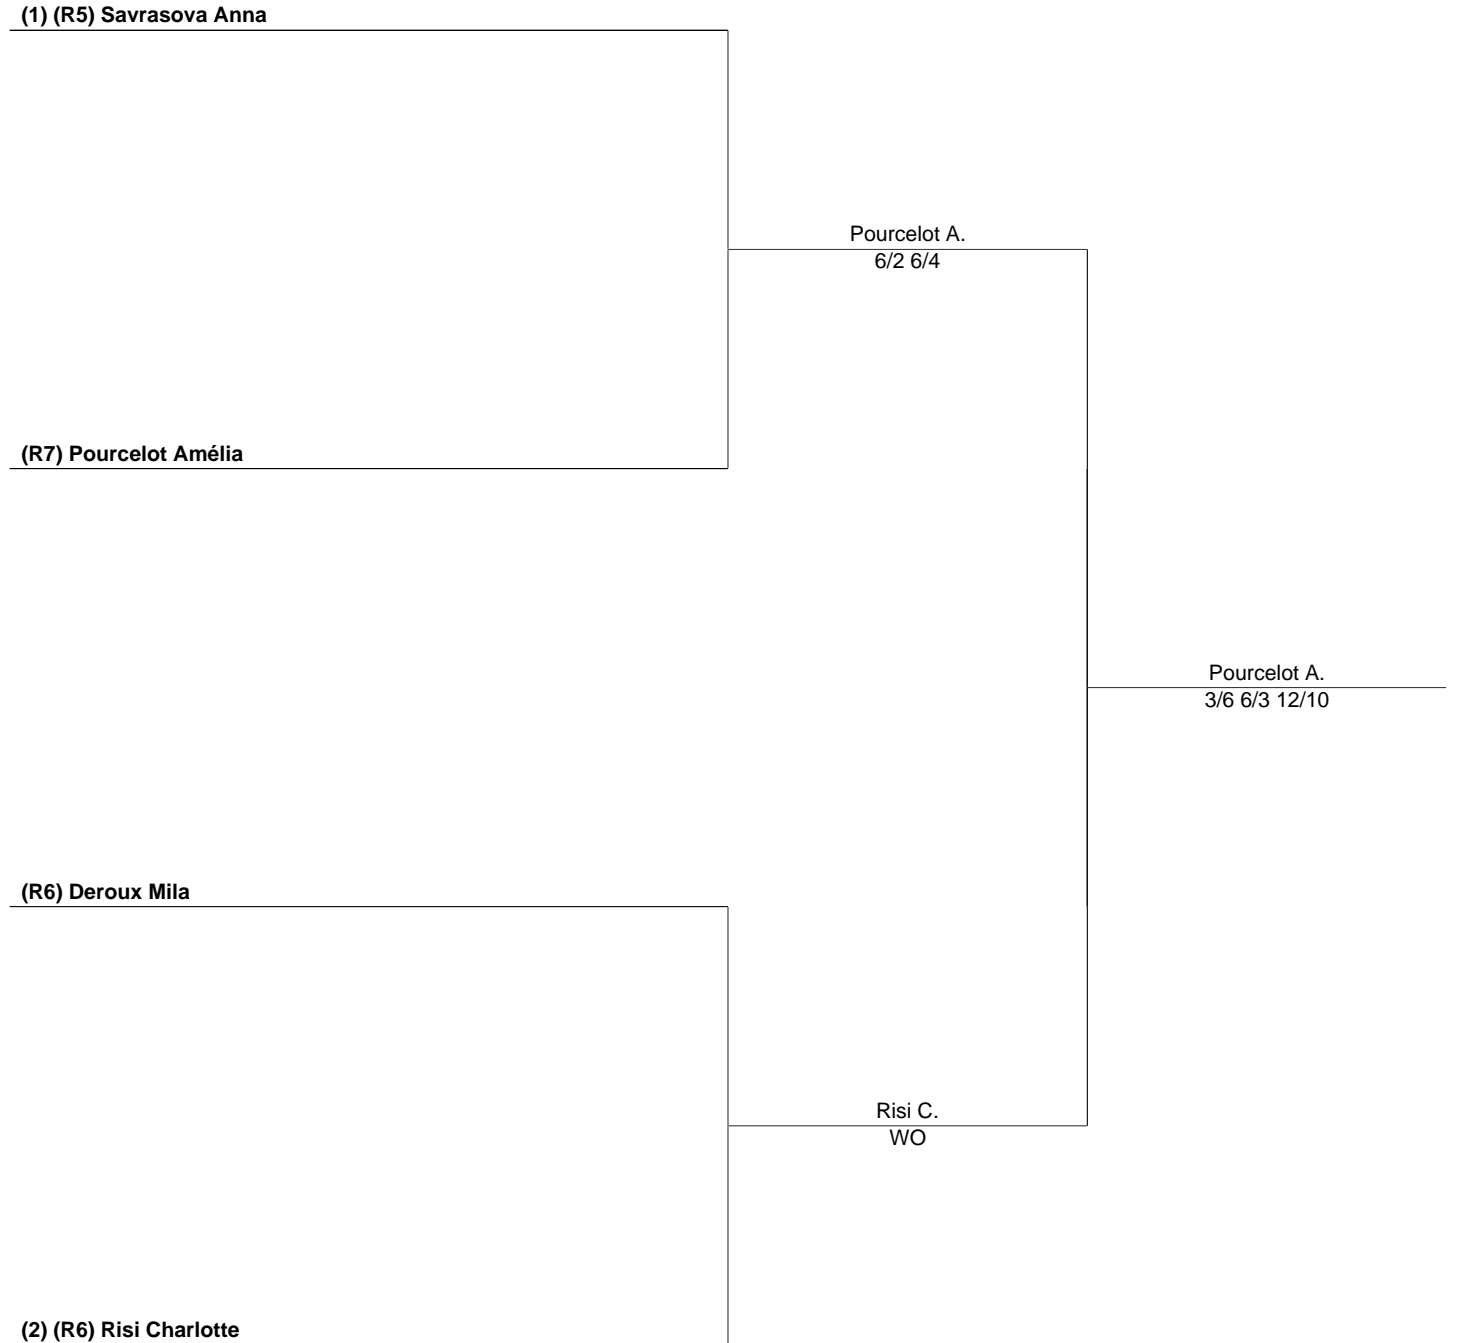 (1) (R5) Savrasova Anna
Pourcelot A.
6/2 6/4
(R7) Pourcelot Amélia
Pourcelot A.
3/6 6/3 12/10
(R6) Deroux Mila
Risi C.
WO
(2) (R6) Risi Charlotte